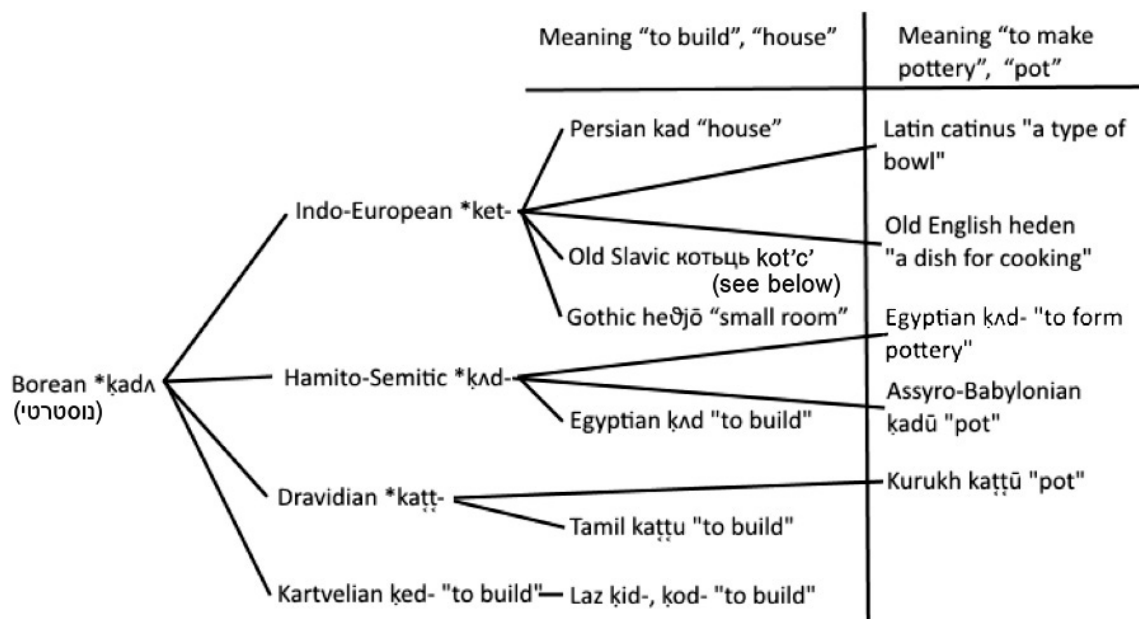 Meaning “to build”, “house”
Meaning “to make
pottery”, “pot”
Persian kad “house”
Latin catinus "a type of
bowl"
Indo-European *ket-
Old English heden
"a dish for cooking"
Old Slavic котьць kot’c’
(see below)
Gothic heϑjō “small room”
Egyptian ḳʌd- "to form
pottery"
Borean *ḳadʌ
(נוסטרטי)
Hamito-Semitic *ḳʌd-
Assyro-Babylonian
ḳadū "pot"
Egyptian ḳʌd "to build"
Dravidian *kaṭṭ-
Kurukh kaṭṭū "pot"
Tamil kaṭṭu "to build"
Kartvelian ḳed- "to build"
Laz ḳid-, ḳod- "to build"